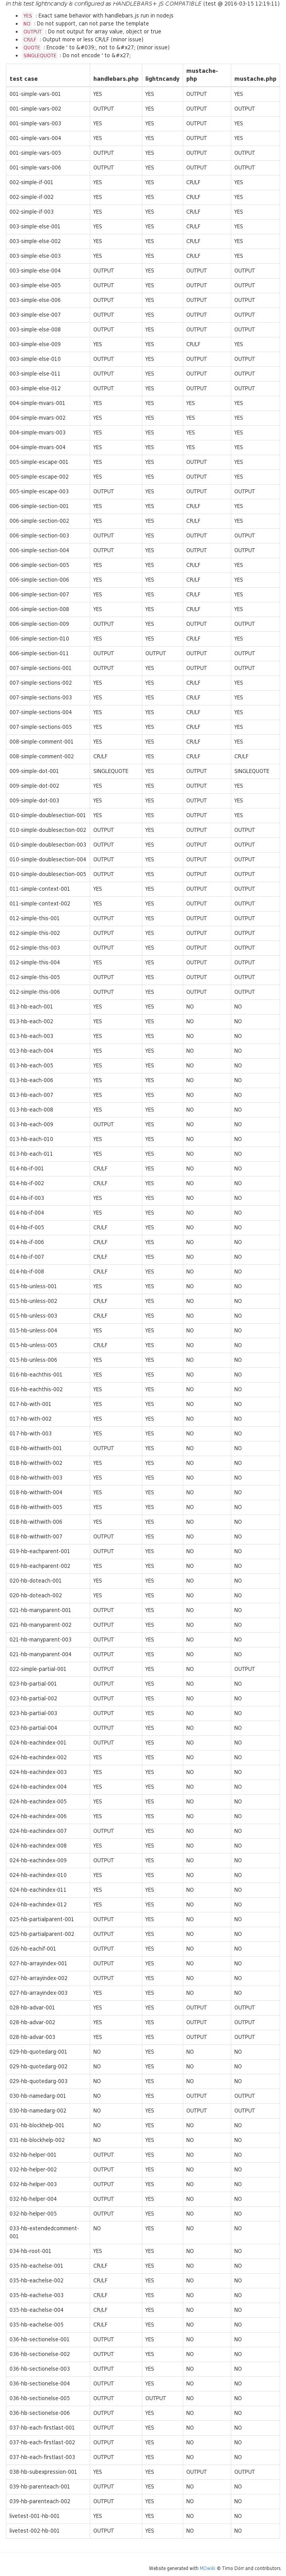 In this test lightncandy is configured as HANDLEBARS+ JS COMPATIBLE (test @ 2016-03-15 12:19:11)
YES : Exact same behavior with handlebars.js run in nodejs
NO : Do not support, can not parse the template
OUTPUT : Do not output for array value, object or true
CR/LF : Output more or less CR/LF (minor issue)
QUOTE : Encode ' to &#039;, not to &#x27; (minor issue)
SINGLEQUOTE : Do not encode ' to &#x27;
test case handlebars.php lightncandy mustache-php mustache.php
001-simple-vars-001 YES YES OUTPUT YES
001-simple-vars-002 OUTPUT YES OUTPUT OUTPUT
001-simple-vars-003 YES YES OUTPUT YES
001-simple-vars-004 YES YES OUTPUT YES
001-simple-vars-005 OUTPUT YES OUTPUT OUTPUT
001-simple-vars-006 OUTPUT YES OUTPUT OUTPUT
002-simple-if-001 YES YES CR/LF YES
002-simple-if-002 YES YES CR/LF YES
002-simple-if-003 YES YES CR/LF YES
003-simple-else-001 YES YES CR/LF YES
003-simple-else-002 YES YES CR/LF YES
003-simple-else-003 YES YES CR/LF YES
003-simple-else-004 OUTPUT YES OUTPUT OUTPUT
003-simple-else-005 OUTPUT YES OUTPUT OUTPUT
003-simple-else-006 OUTPUT YES OUTPUT OUTPUT
003-simple-else-007 OUTPUT YES OUTPUT OUTPUT
003-simple-else-008 OUTPUT YES OUTPUT OUTPUT
003-simple-else-009 YES YES CR/LF YES
003-simple-else-010 OUTPUT YES OUTPUT OUTPUT
003-simple-else-011 OUTPUT YES OUTPUT OUTPUT
003-simple-else-012 OUTPUT YES OUTPUT OUTPUT
004-simple-mvars-001 YES YES YES YES
004-simple-mvars-002 YES YES YES YES
004-simple-mvars-003 YES YES YES YES
004-simple-mvars-004 YES YES YES YES
005-simple-escape-001 YES YES OUTPUT YES
005-simple-escape-002 YES YES OUTPUT YES
005-simple-escape-003 OUTPUT YES OUTPUT OUTPUT
006-simple-section-001 YES YES CR/LF YES
006-simple-section-002 YES YES CR/LF YES
006-simple-section-003 OUTPUT YES OUTPUT OUTPUT
006-simple-section-004 OUTPUT YES OUTPUT OUTPUT
006-simple-section-005 YES YES CR/LF YES
006-simple-section-006 YES YES CR/LF YES
006-simple-section-007 YES YES CR/LF YES
006-simple-section-008 YES YES CR/LF YES
006-simple-section-009 OUTPUT YES OUTPUT OUTPUT
006-simple-section-010 YES YES CR/LF YES
006-simple-section-011 OUTPUT OUTPUT OUTPUT OUTPUT
007-simple-sections-001 OUTPUT YES OUTPUT OUTPUT
007-simple-sections-002 YES YES CR/LF YES
007-simple-sections-003 YES YES CR/LF YES
007-simple-sections-004 YES YES CR/LF YES
007-simple-sections-005 YES YES CR/LF YES
008-simple-comment-001 YES YES CR/LF YES
008-simple-comment-002 CR/LF YES CR/LF CR/LF
009-simple-dot-001 SINGLEQUOTE YES OUTPUT SINGLEQUOTE
009-simple-dot-002 YES YES OUTPUT YES
009-simple-dot-003 YES YES OUTPUT YES
010-simple-doublesection-001 YES YES OUTPUT YES
010-simple-doublesection-002 OUTPUT YES OUTPUT OUTPUT
010-simple-doublesection-003 OUTPUT YES OUTPUT OUTPUT
010-simple-doublesection-004 OUTPUT YES OUTPUT OUTPUT
010-simple-doublesection-005 OUTPUT YES OUTPUT OUTPUT
011-simple-context-001 YES YES OUTPUT OUTPUT
011-simple-context-002 YES YES OUTPUT OUTPUT
012-simple-this-001 OUTPUT YES OUTPUT OUTPUT
012-simple-this-002 OUTPUT YES OUTPUT OUTPUT
012-simple-this-003 OUTPUT YES OUTPUT OUTPUT
012-simple-this-004 YES YES OUTPUT OUTPUT
012-simple-this-005 OUTPUT YES OUTPUT OUTPUT
012-simple-this-006 OUTPUT YES OUTPUT OUTPUT
013-hb-each-001 YES YES NO NO
013-hb-each-002 YES YES NO NO
013-hb-each-003 YES YES NO NO
013-hb-each-004 YES YES NO NO
013-hb-each-005 YES YES NO NO
013-hb-each-006 YES YES NO NO
013-hb-each-007 YES YES NO NO
013-hb-each-008 YES YES NO NO
013-hb-each-009 OUTPUT YES NO NO
013-hb-each-010 YES YES NO NO
013-hb-each-011 YES YES NO NO
014-hb-if-001 CR/LF YES NO NO
014-hb-if-002 CR/LF YES NO NO
014-hb-if-003 YES YES NO NO
014-hb-if-004 YES YES NO NO
014-hb-if-005 CR/LF YES NO NO
014-hb-if-006 CR/LF YES NO NO
014-hb-if-007 CR/LF YES NO NO
014-hb-if-008 CR/LF YES NO NO
015-hb-unless-001 YES YES NO NO
015-hb-unless-002 CR/LF YES NO NO
015-hb-unless-003 CR/LF YES NO NO
015-hb-unless-004 YES YES NO NO
015-hb-unless-005 CR/LF YES NO NO
015-hb-unless-006 YES YES NO NO
016-hb-eachthis-001 YES YES NO NO
016-hb-eachthis-002 YES YES NO NO
017-hb-with-001 YES YES NO NO
017-hb-with-002 YES YES NO NO
017-hb-with-003 YES YES NO NO
018-hb-withwith-001 OUTPUT YES NO NO
018-hb-withwith-002 YES YES NO NO
018-hb-withwith-003 YES YES NO NO
018-hb-withwith-004 YES YES NO NO
018-hb-withwith-005 YES YES NO NO
018-hb-withwith-006 YES YES NO NO
018-hb-withwith-007 OUTPUT YES NO NO
019-hb-eachparent-001 OUTPUT YES NO NO
019-hb-eachparent-002 YES YES NO NO
020-hb-doteach-001 YES YES NO NO
020-hb-doteach-002 YES YES NO NO
021-hb-manyparent-001 OUTPUT YES NO NO
021-hb-manyparent-002 OUTPUT YES NO NO
021-hb-manyparent-003 OUTPUT YES NO NO
021-hb-manyparent-004 OUTPUT YES NO NO
022-simple-partial-001 OUTPUT YES NO OUTPUT
023-hb-partial-001 OUTPUT YES NO NO
023-hb-partial-002 OUTPUT YES NO NO
023-hb-partial-003 OUTPUT YES NO NO
023-hb-partial-004 OUTPUT YES NO NO
024-hb-eachindex-001 OUTPUT YES NO NO
024-hb-eachindex-002 YES YES NO NO
024-hb-eachindex-003 YES YES NO NO
024-hb-eachindex-004 YES YES NO NO
024-hb-eachindex-005 YES YES NO NO
024-hb-eachindex-006 YES YES NO NO
024-hb-eachindex-007 OUTPUT YES NO NO
024-hb-eachindex-008 YES YES NO NO
024-hb-eachindex-009 OUTPUT YES NO NO
024-hb-eachindex-010 YES YES NO NO
024-hb-eachindex-011 YES YES NO NO
024-hb-eachindex-012 YES YES NO NO
025-hb-partialparent-001 OUTPUT YES NO NO
025-hb-partialparent-002 OUTPUT YES NO NO
026-hb-eachif-001 OUTPUT YES NO NO
027-hb-arrayindex-001 OUTPUT YES NO NO
027-hb-arrayindex-002 OUTPUT YES NO NO
027-hb-arrayindex-003 YES YES NO NO
028-hb-advar-001 YES YES OUTPUT OUTPUT
028-hb-advar-002 YES YES OUTPUT OUTPUT
028-hb-advar-003 YES YES OUTPUT OUTPUT
029-hb-quotedarg-001 NO YES NO NO
029-hb-quotedarg-002 NO YES NO NO
029-hb-quotedarg-003 NO YES NO NO
030-hb-namedarg-001 NO YES OUTPUT OUTPUT
030-hb-namedarg-002 NO YES OUTPUT OUTPUT
031-hb-blockhelp-001 NO YES NO NO
031-hb-blockhelp-002 NO YES NO NO
032-hb-helper-001 OUTPUT YES NO NO
032-hb-helper-002 OUTPUT YES NO NO
032-hb-helper-003 OUTPUT YES NO NO
032-hb-helper-004 OUTPUT YES NO NO
032-hb-helper-005 OUTPUT YES NO NO
033-hb-extendedcomment-001 NO YES NO NO
034-hb-root-001 YES YES NO NO
035-hb-eachelse-001 CR/LF YES NO NO
035-hb-eachelse-002 CR/LF YES NO NO
035-hb-eachelse-003 CR/LF YES NO NO
035-hb-eachelse-004 CR/LF YES NO NO
035-hb-eachelse-005 CR/LF YES NO NO
036-hb-sectionelse-001 OUTPUT YES NO NO
036-hb-sectionelse-002 OUTPUT YES NO NO
036-hb-sectionelse-003 OUTPUT YES NO NO
036-hb-sectionelse-004 OUTPUT YES NO NO
036-hb-sectionelse-005 OUTPUT OUTPUT NO NO
036-hb-sectionelse-006 OUTPUT YES NO NO
037-hb-each-firstlast-001 OUTPUT YES NO NO
037-hb-each-firstlast-002 OUTPUT YES NO NO
037-hb-each-firstlast-003 OUTPUT YES NO NO
038-hb-subexpression-001 YES YES OUTPUT OUTPUT
039-hb-parenteach-001 OUTPUT YES NO NO
039-hb-parenteach-002 OUTPUT YES NO NO
livetest-001-hb-001 YES YES NO NO
livetest-002-hb-001 OUTPUT YES NO NO
Website generated with MDwiki © Timo Dörr and contributors.